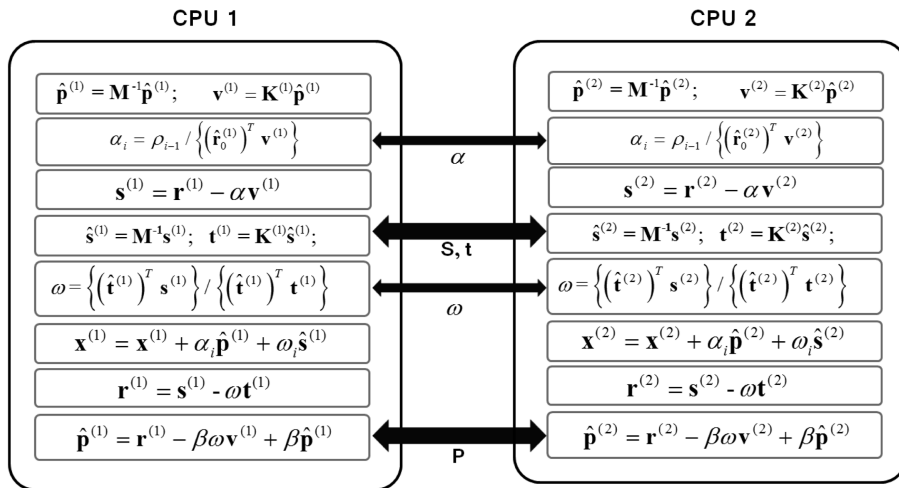 CPU 1
p̂⁽¹⁾ = M⁻¹p̂⁽¹⁾; v⁽¹⁾ = K⁽¹⁾p̂⁽¹⁾
αᵢ = ρᵢ₋₁ / {(r̂₀⁽¹⁾)ᵀ v⁽¹⁾}
s⁽¹⁾ = r⁽¹⁾ − αv⁽¹⁾
ŝ⁽¹⁾ = M⁻¹s⁽¹⁾; t⁽¹⁾ = K⁽¹⁾ŝ⁽¹⁾;
ω = {(t̂⁽¹⁾)ᵀ s⁽¹⁾} / {(t̂⁽¹⁾)ᵀ t⁽¹⁾}
x⁽¹⁾ = x⁽¹⁾ + αᵢp̂⁽¹⁾ + ωᵢŝ⁽¹⁾
r⁽¹⁾ = s⁽¹⁾ - ωt⁽¹⁾
p̂⁽¹⁾ = r⁽¹⁾ − βωv⁽¹⁾ + βp̂⁽¹⁾
α
S, t
ω
P
CPU 2
p̂⁽²⁾ = M⁻¹p̂⁽²⁾; v⁽²⁾ = K⁽²⁾p̂⁽²⁾
αᵢ = ρᵢ₋₁ / {(r̂₀⁽²⁾)ᵀ v⁽²⁾}
s⁽²⁾ = r⁽²⁾ − αv⁽²⁾
ŝ⁽²⁾ = M⁻¹s⁽²⁾; t⁽²⁾ = K⁽²⁾ŝ⁽²⁾;
ω = {(t̂⁽²⁾)ᵀ s⁽²⁾} / {(t̂⁽²⁾)ᵀ t⁽²⁾}
x⁽²⁾ = x⁽²⁾ + αᵢp̂⁽²⁾ + ωᵢŝ⁽²⁾
r⁽²⁾ = s⁽²⁾ - ωt⁽²⁾
p̂⁽²⁾ = r⁽²⁾ − βωv⁽²⁾ + βp̂⁽²⁾